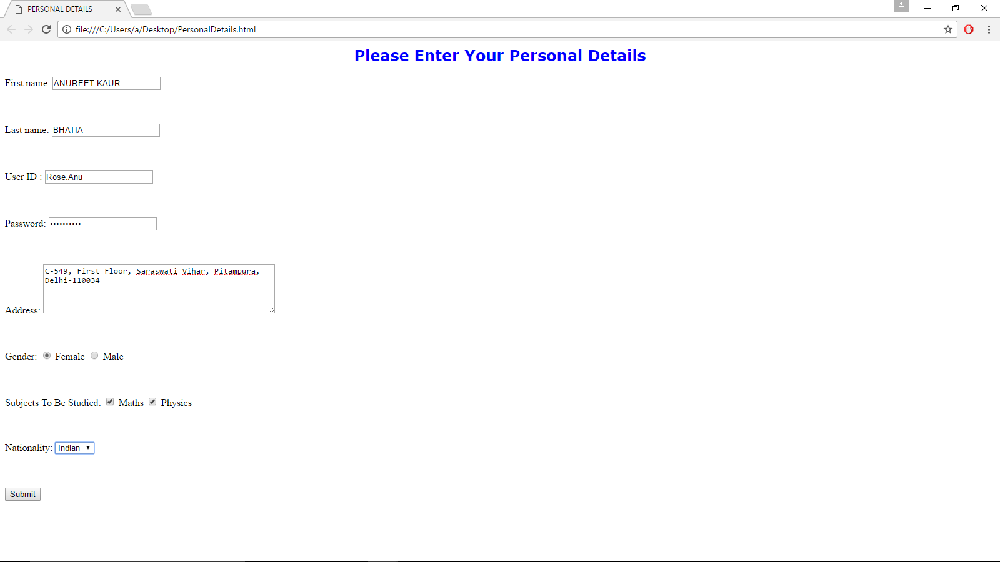 PERSONAL DETAILS
file:///C:/Users/a/Desktop/PersonalDetails.html
Please Enter Your Personal Details
First name: ANUREET KAUR
Last name: BHATIA
User ID : Rose.Anu
Password: ••••••••••
C-549, First Floor, Saraswati Vihar, Pitampura,
Delhi-110034
Address:
Gender: Female Male
Subjects To Be Studied: Maths Physics
Nationality: Indian
Submit